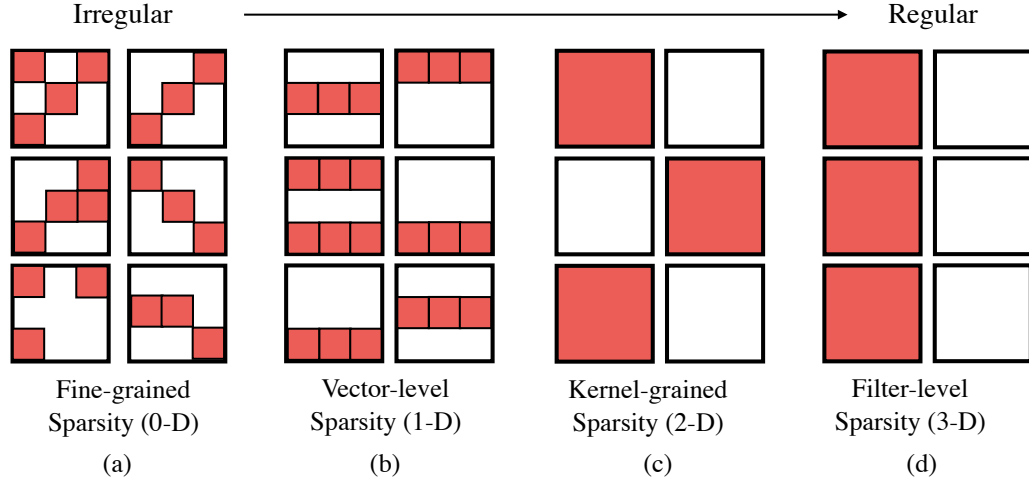 Irregular
Regular
Fine-grained
Sparsity (0-D)
Vector-level
Sparsity (1-D)
Kernel-grained
Sparsity (2-D)
Filter-level
Sparsity (3-D)
(a)
(b)
(c)
(d)